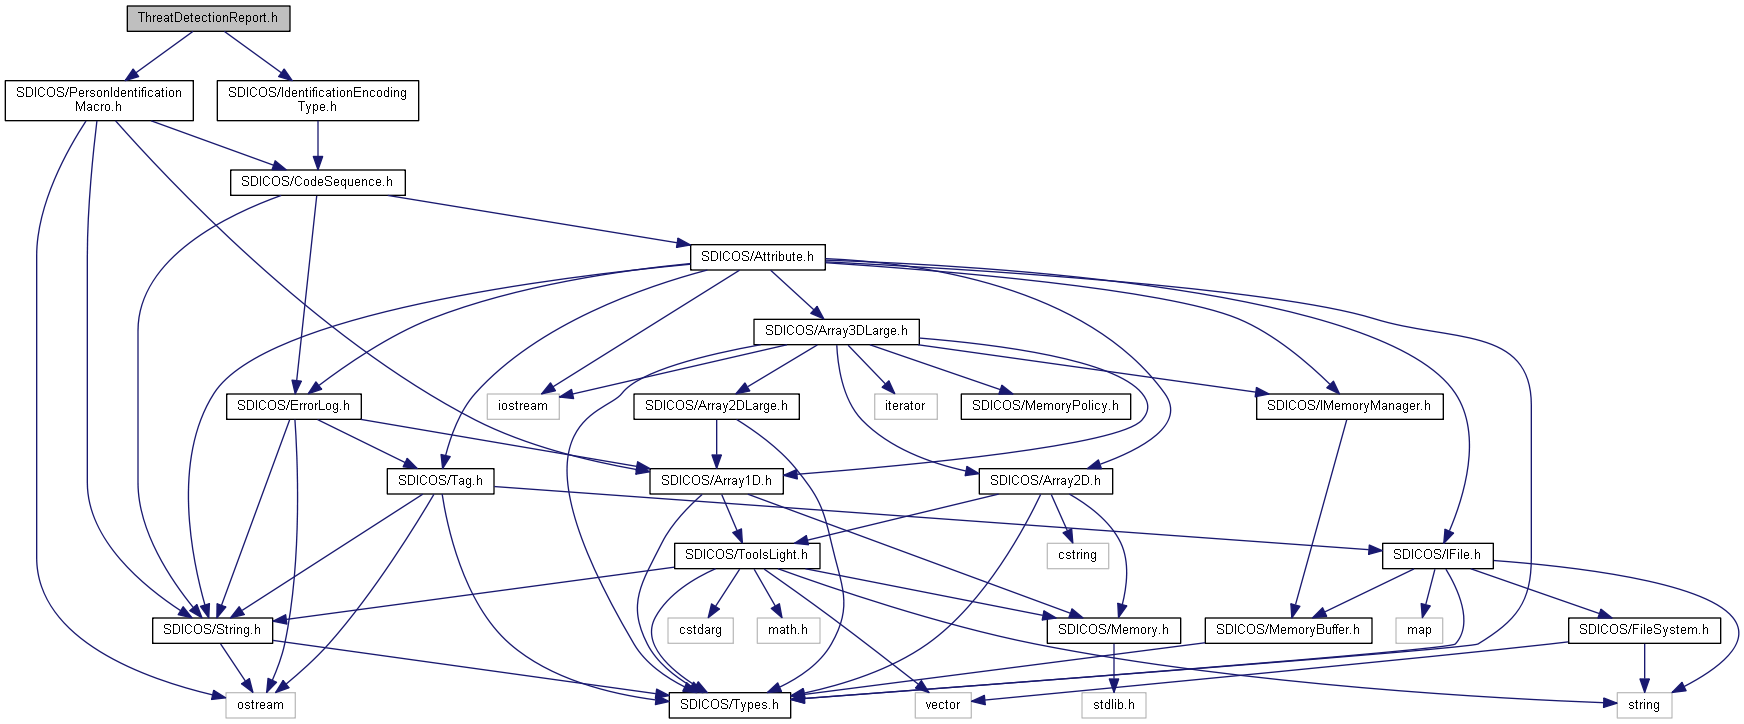 ThreatDetectionReport.h
SDICOS/PersonIdentification
Macro.h
SDICOS/IdentificationEncoding
Type.h
SDICOS/CodeSequence.h
SDICOS/Attribute.h
SDICOS/Array3DLarge.h
SDICOS/ErrorLog.h
iostream
SDICOS/Array2DLarge.h
iterator
SDICOS/MemoryPolicy.h
SDICOS/IMemoryManager.h
SDICOS/Tag.h
SDICOS/Array1D.h
SDICOS/Array2D.h
SDICOS/ToolsLight.h
cstring
SDICOS/IFile.h
SDICOS/String.h
cstdarg
math.h
SDICOS/Memory.h
SDICOS/MemoryBuffer.h
map
SDICOS/FileSystem.h
ostream
SDICOS/Types.h
vector
stdlib.h
string